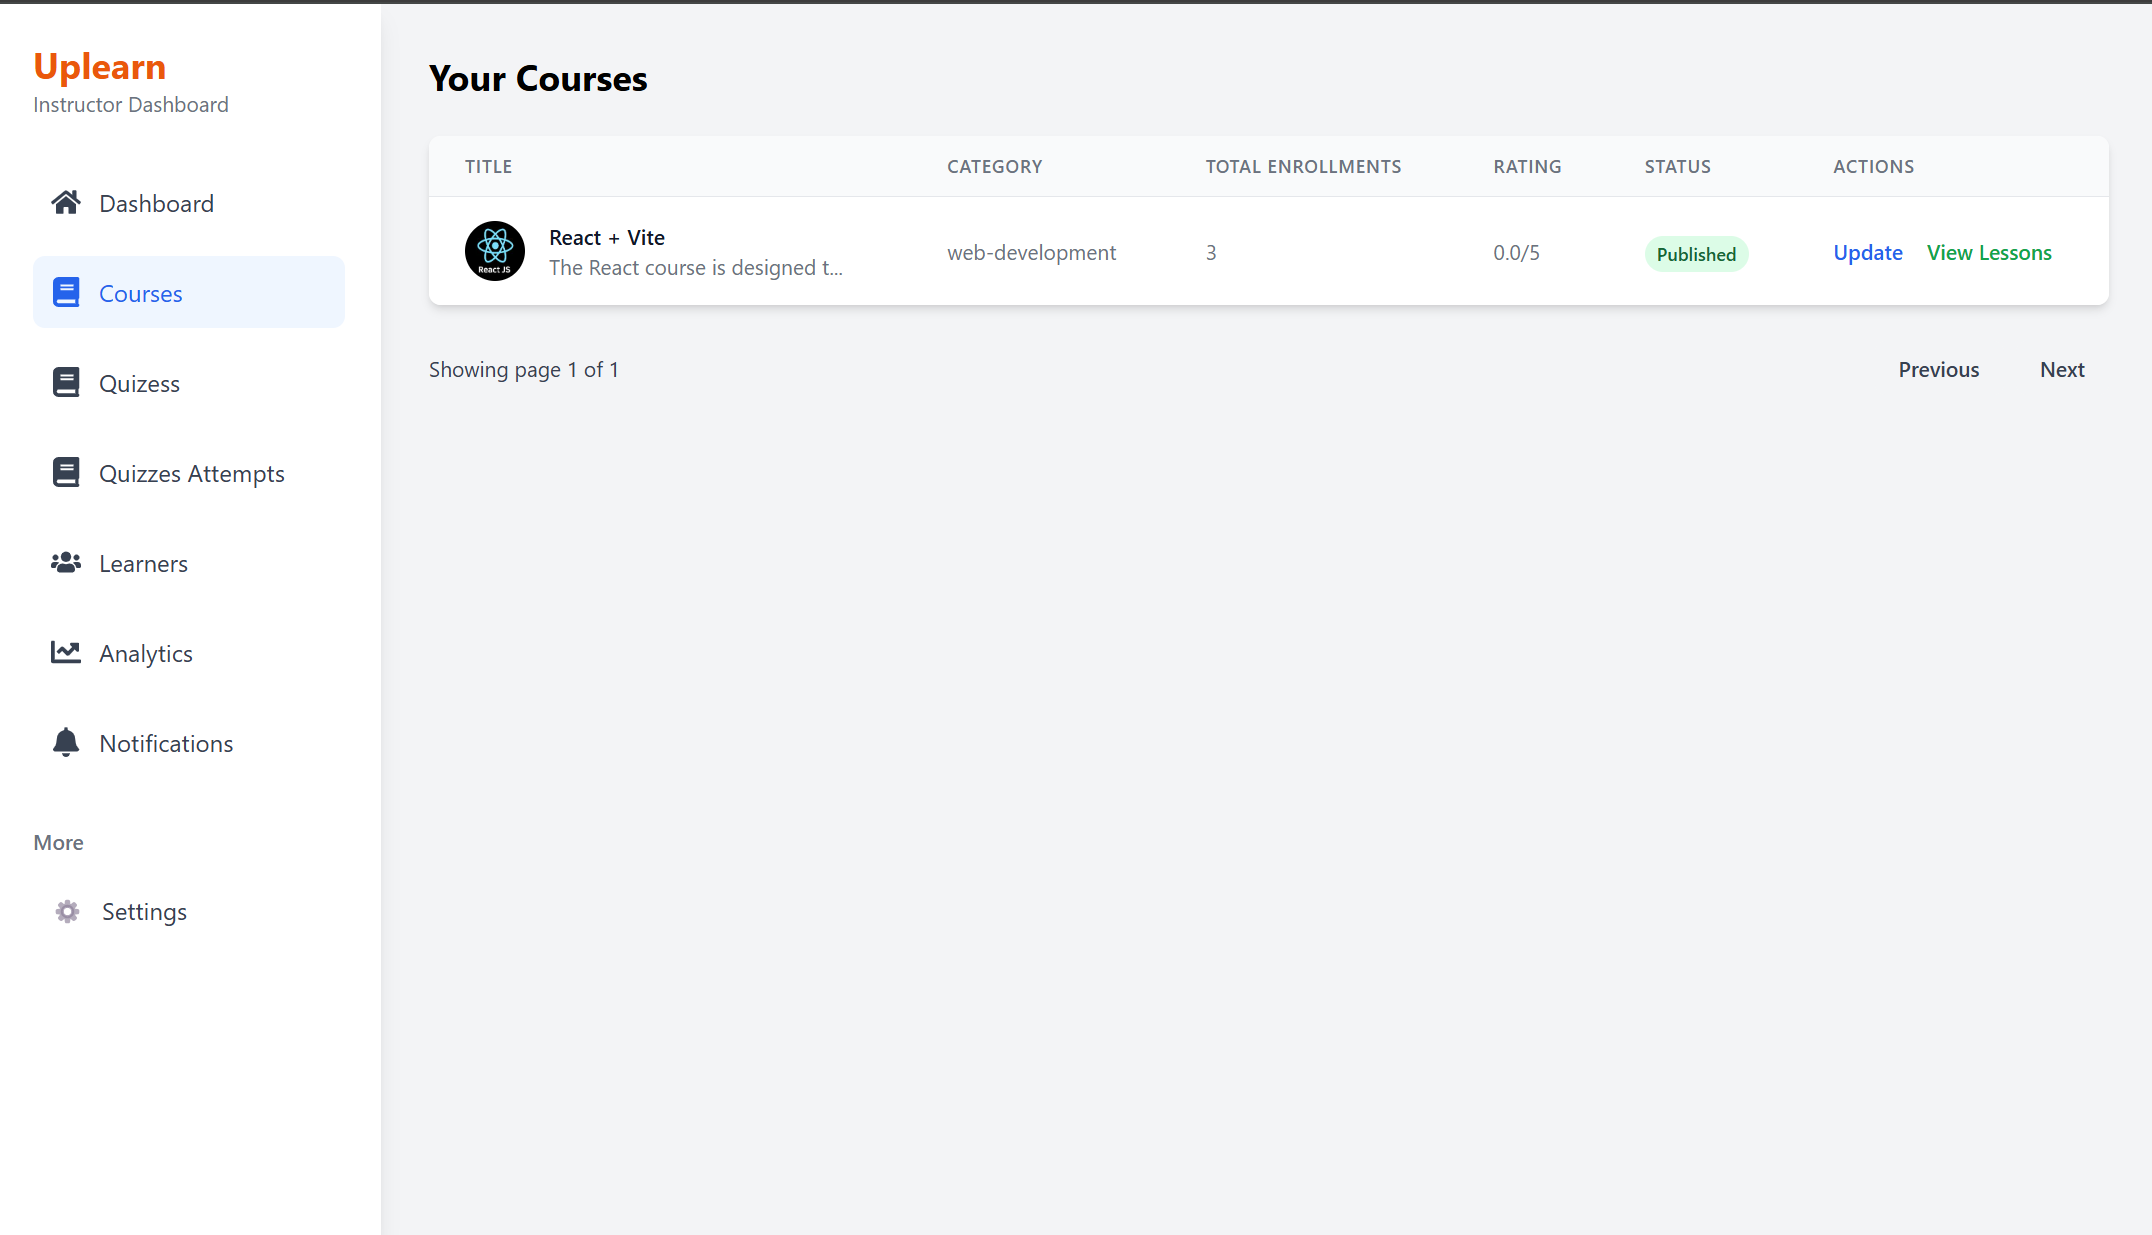 Uplearn
Instructor Dashboard
Dashboard
Courses
Quizess
Quizzes Attempts
Learners
Analytics
Notifications
More
Settings
Your Courses
TITLE CATEGORY TOTAL ENROLLMENTS RATING STATUS ACTIONS
React JS
React + Vite
The React course is designed t...
web-development 3 0.0/5 Published Update View Lessons
Showing page 1 of 1 Previous Next